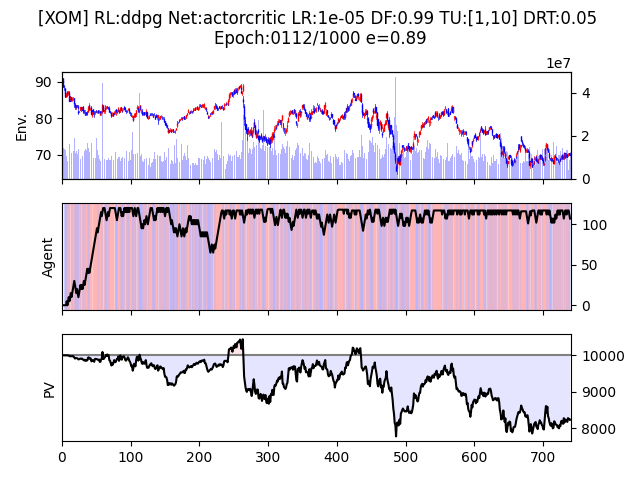 [XOM] RL:ddpg Net:actorcritic LR:1e-05 DF:0.99 TU:[1,10] DRT:0.05
Epoch:0112/1000 e=0.89
1e7
90
80
70
Env.
4
2
0
Agent
100
50
0
PV
10000
9000
8000
0 100 200 300 400 500 600 700